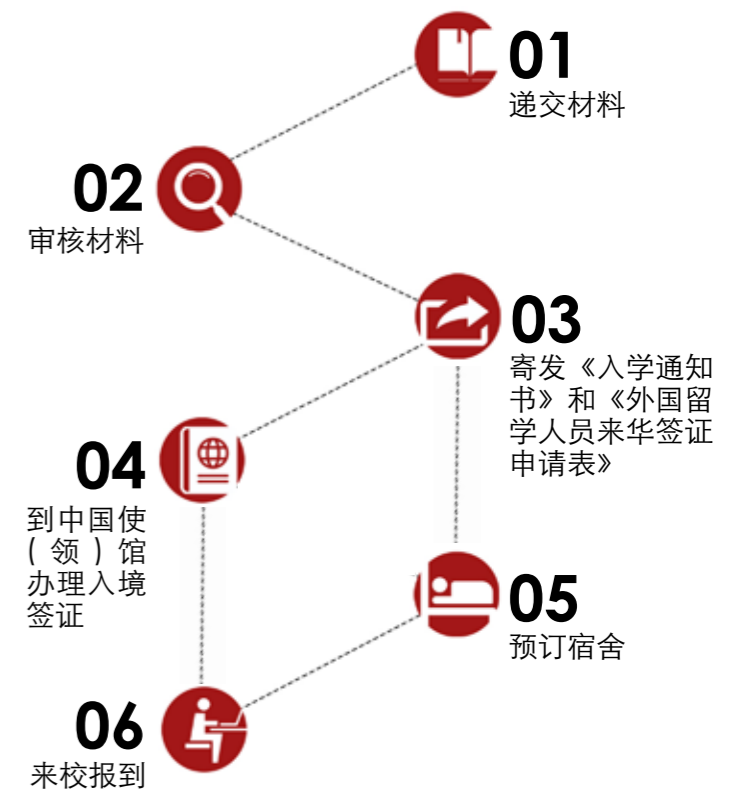 01
递交材料
02
审核材料
03
寄发《入学通知
书》和《外国留
学人员来华签证
申请表》
04
到中国使
(领)馆
办理入境
签证
05
预订宿舍
06
来校报到